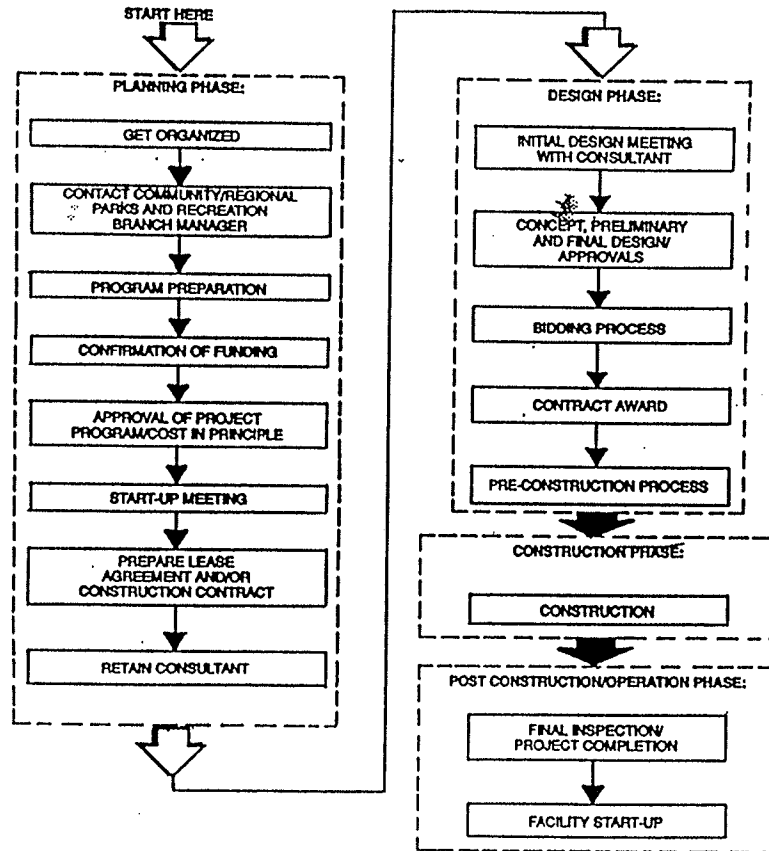 START HERE
PLANNING PHASE:
GET ORGANIZED
CONTACT COMMUNITY/REGIONAL
PARKS AND RECREATION
BRANCH MANAGER
PROGRAM PREPARATION
CONFIRMATION OF FUNDING
APPROVAL OF PROJECT
PROGRAM/COST IN PRINCIPLE
START-UP MEETING
PREPARE LEASE
AGREEMENT AND/OR
CONSTRUCTION CONTRACT
RETAIN CONSULTANT
DESIGN PHASE:
INITIAL DESIGN MEETING
WITH CONSULTANT
CONCEPT, PRELIMINARY
AND FINAL DESIGN/
APPROVALS
BIDDING PROCESS
CONTRACT AWARD
PRE-CONSTRUCTION PROCESS
CONSTRUCTION PHASE:
CONSTRUCTION
POST CONSTRUCTION/OPERATION PHASE:
FINAL INSPECTION/
PROJECT COMPLETION
FACILITY START-UP